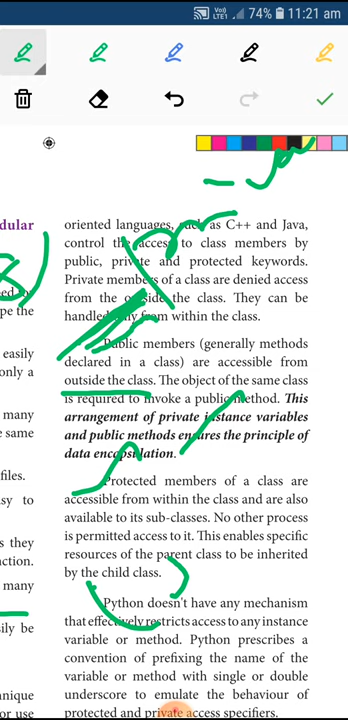 Vo)
LTE1 74% 11:21 am
dular
oriented languages, as C++ and Java,
control the access to class members by
public, private and protected keywords.
Private members of a class are denied access
from the outside the class. They can be
handled only from within the class.
Public members (generally methods
declared in a class) are accessible from
outside the class. The object of the same class
is required to invoke a public method. This
arrangement of private instance variables
and public methods ensures the principle of
data encapsulation.
Protected members of a class are
accessible from within the class and are also
available to its sub-classes. No other process
is permitted access to it. This enables specific
resources of the parent class to be inherited
by the child class.
Python doesn't have any mechanism
that effectively restricts access to any instance
variable or method. Python prescribes a
convention of prefixing the name of the
variable or method with single or double
underscore to emulate the behaviour of
protected and private access specifiers.
pe the
easily
only a
many
e same
files.
sy to
s they
nction.
many
ily be
nique
or use